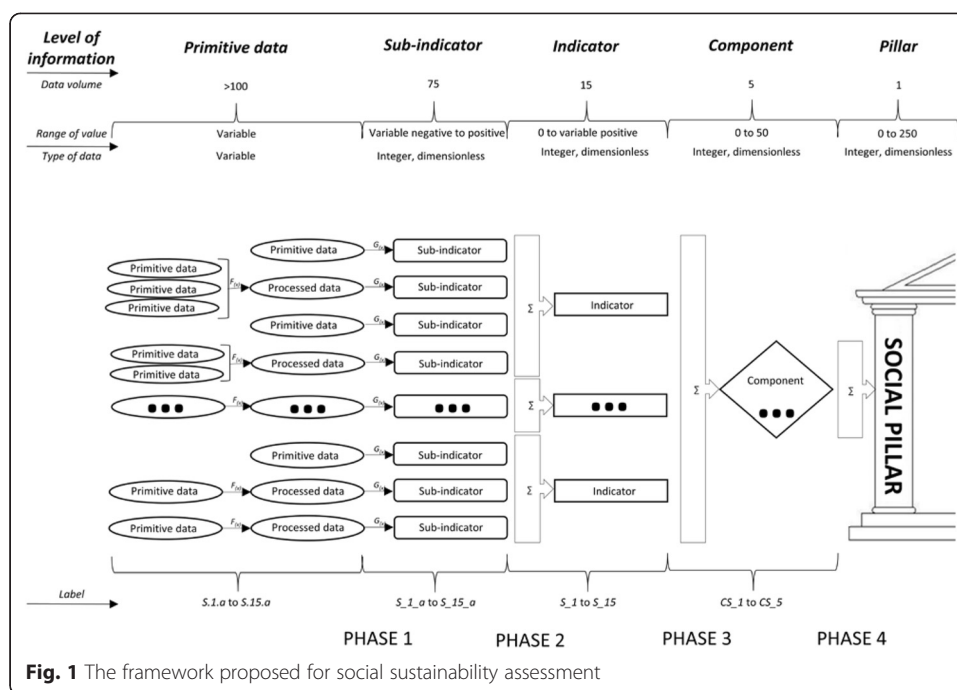 Level of information
Primitive data
Sub-indicator
Indicator
Component
Pillar
Data volume
>100
75
15
5
1
Range of value
Variable
Variable negative to positive
0 to variable positive
0 to 50
0 to 250
Type of data
Variable
Integer, dimensionless
Integer, dimensionless
Integer, dimensionless
Integer, dimensionless
Primitive data
G(x)
Sub-indicator
Primitive data
Primitive data
Primitive data
F(x)
Processed data
G(x)
Sub-indicator
Primitive data
G(x)
Sub-indicator
Σ
Indicator
Primitive data
Primitive data
F(x)
Processed data
G(x)
Sub-indicator
F(x)
G(x)
Σ
Primitive data
G(x)
Sub-indicator
Primitive data
F(x)
Processed data
G(x)
Sub-indicator
Σ
Indicator
Primitive data
F(x)
Processed data
G(x)
Sub-indicator
Σ
Component
Σ
SOCIAL PILLAR
Label
S.1.a to S.15.a
S_1_a to S_15_a
S_1 to S_15
CS_1 to CS_5
PHASE 1
PHASE 2
PHASE 3
PHASE 4
Fig. 1 The framework proposed for social sustainability assessment